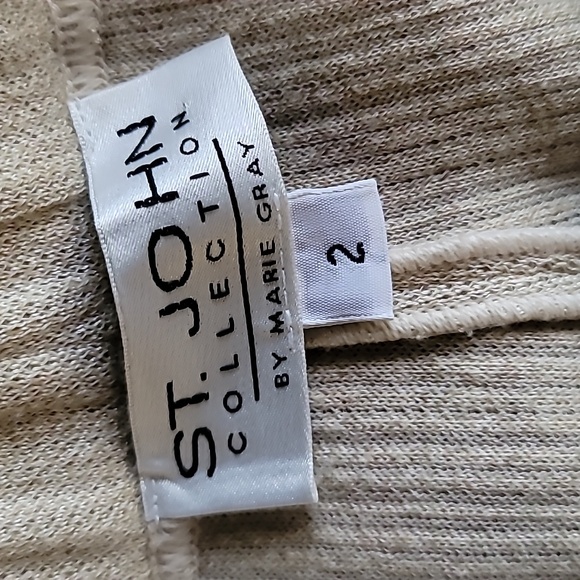 ST. JOHN
COLLECTION
BY MARIE GRAY
2